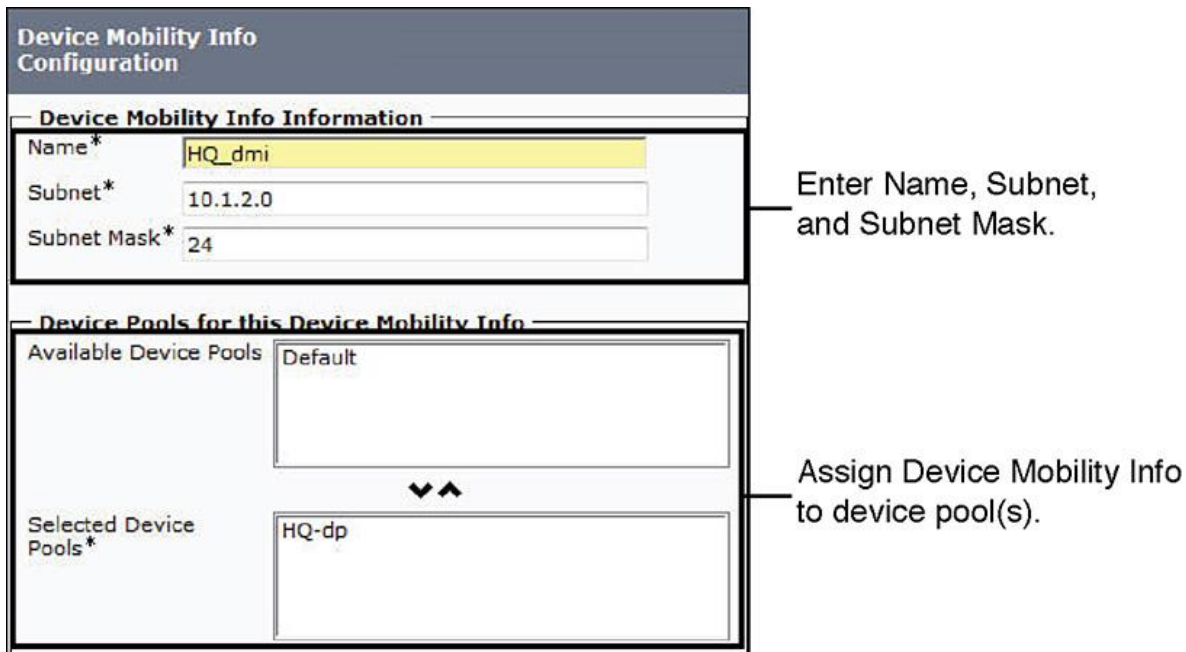 Device Mobility Info
Configuration
Device Mobility Info Information
Name*
HQ_dmi
Subnet*
10.1.2.0
Subnet Mask*
24
Enter Name, Subnet,
and Subnet Mask.
Device Pools for this Device Mobility Info
Available Device Pools
Default
Selected Device
Pools*
HQ-dp
Assign Device Mobility Info
to device pool(s).